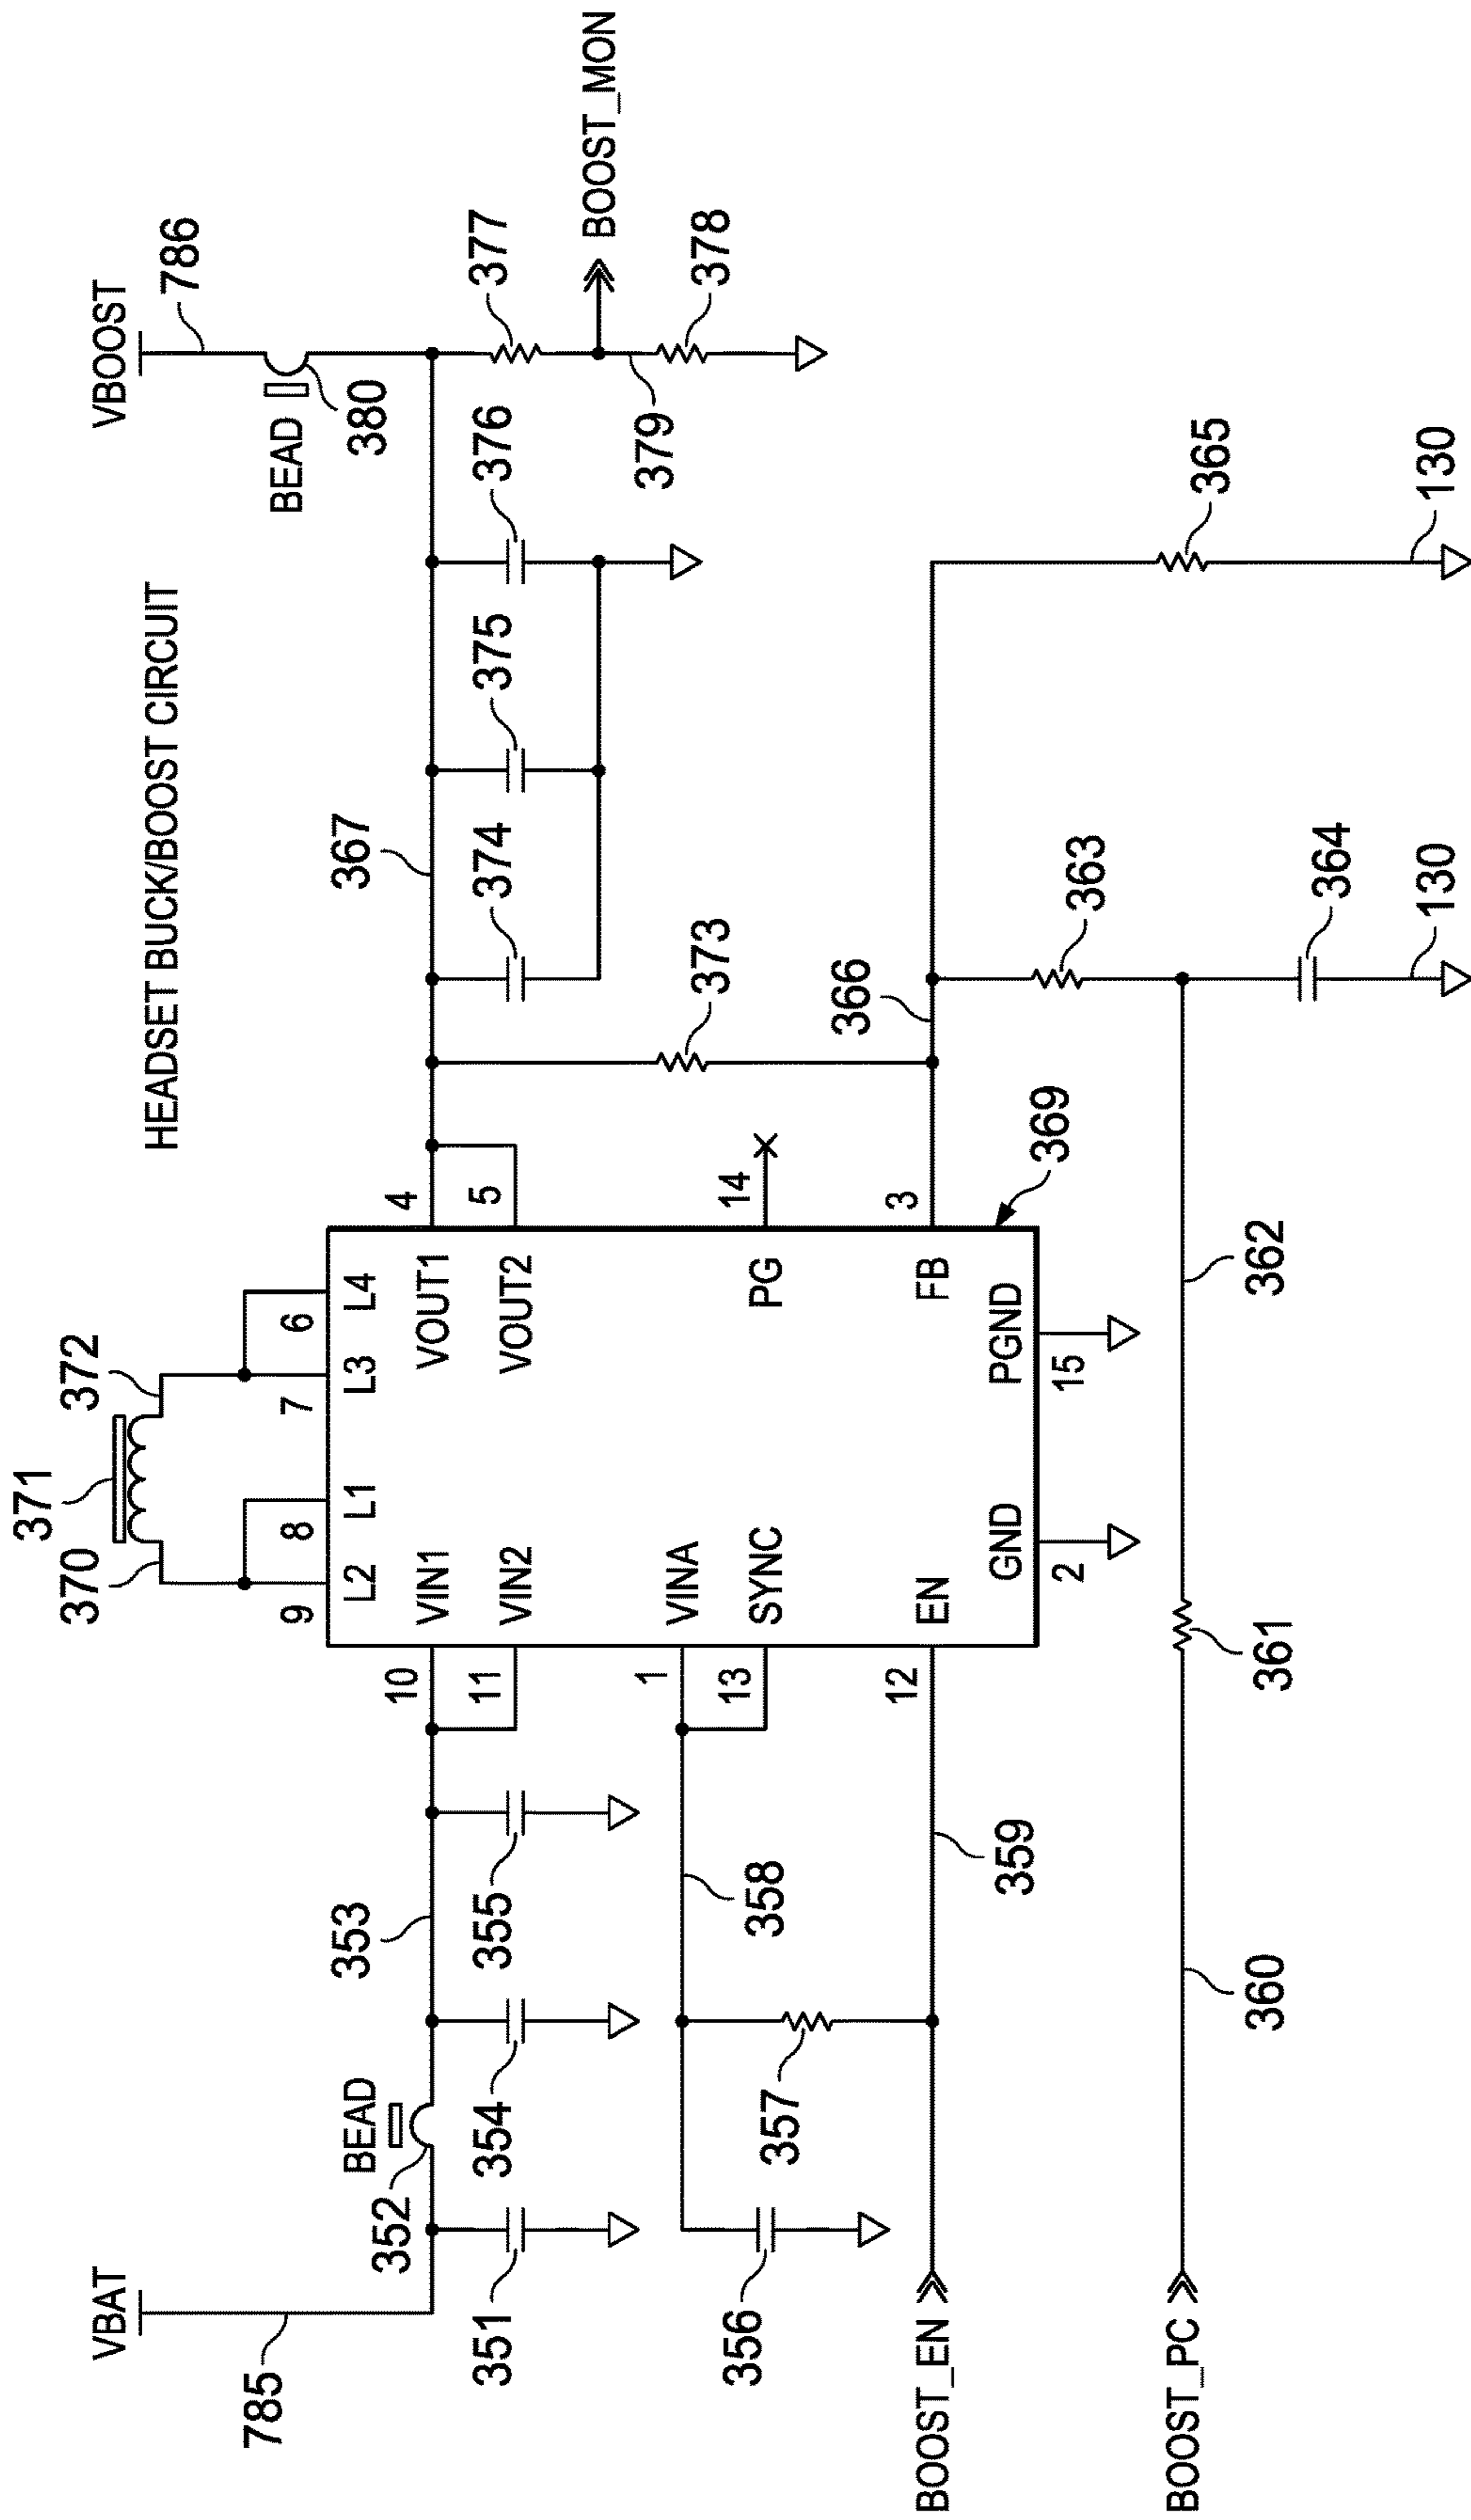 HEADSET BUCK/BOOST CIRCUIT
VBAT
785
351
352
BEAD
353
354
355
356
357
358
359
BOOST_EN
BOOST_PC
360
361
362
370
371
372
9
8
7
6
L2
L1
L3
L4
10
VIN1
11
VIN2
1
VINA
13
SYNC
12
EN
GND
2
PGND
15
VOUT1
4
VOUT2
5
PG
14
FB
3
369
373
366
367
374
375
376
363
364
130
365
130
VBOOST
786
BEAD
380
377
BOOST_MON
379
378